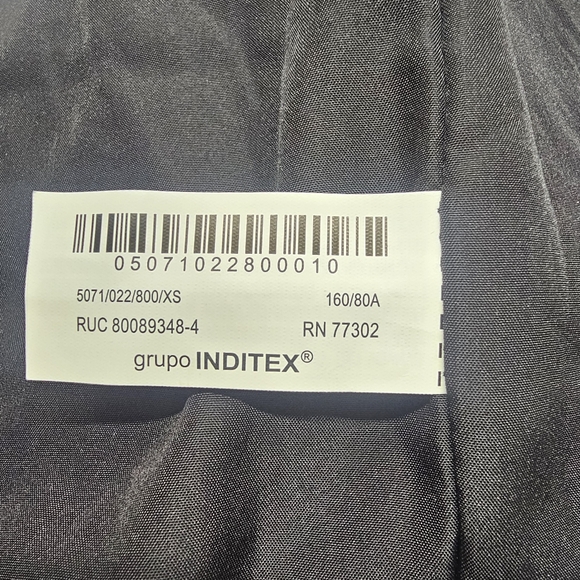 05071022800010
5071/022/800/XS 160/80A
RUC 80089348-4 RN 77302
grupo INDITEX®